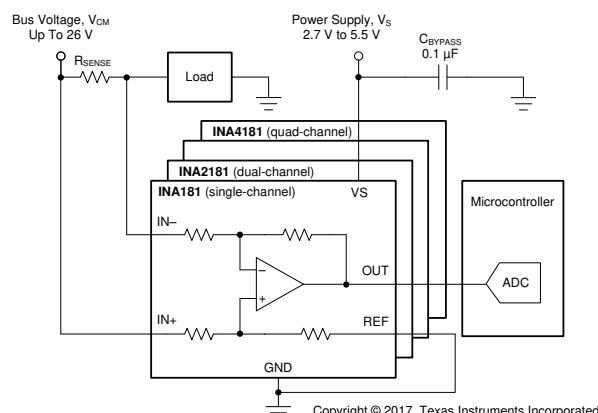 Bus Voltage, VCM
Up To 26 V
RSENSE
Load
Power Supply, VS
2.7 V to 5.5 V
CBYPASS
0.1 µF
INA4181 (quad-channel)
INA2181 (dual-channel)
INA181 (single-channel)
VS
Microcontroller
IN–
OUT
ADC
–
+
IN+
REF
GND
Copyright © 2017, Texas Instruments Incorporated